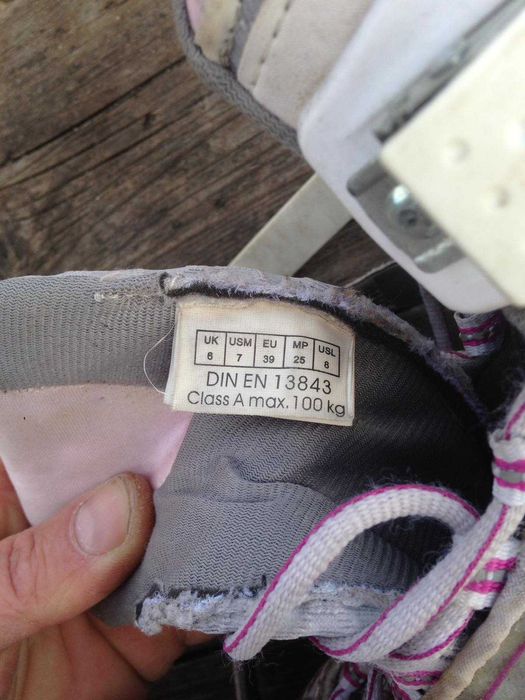 UK USM EU MP USL
6 7 39 25 8
DIN EN 13843
Class A max. 100 kg